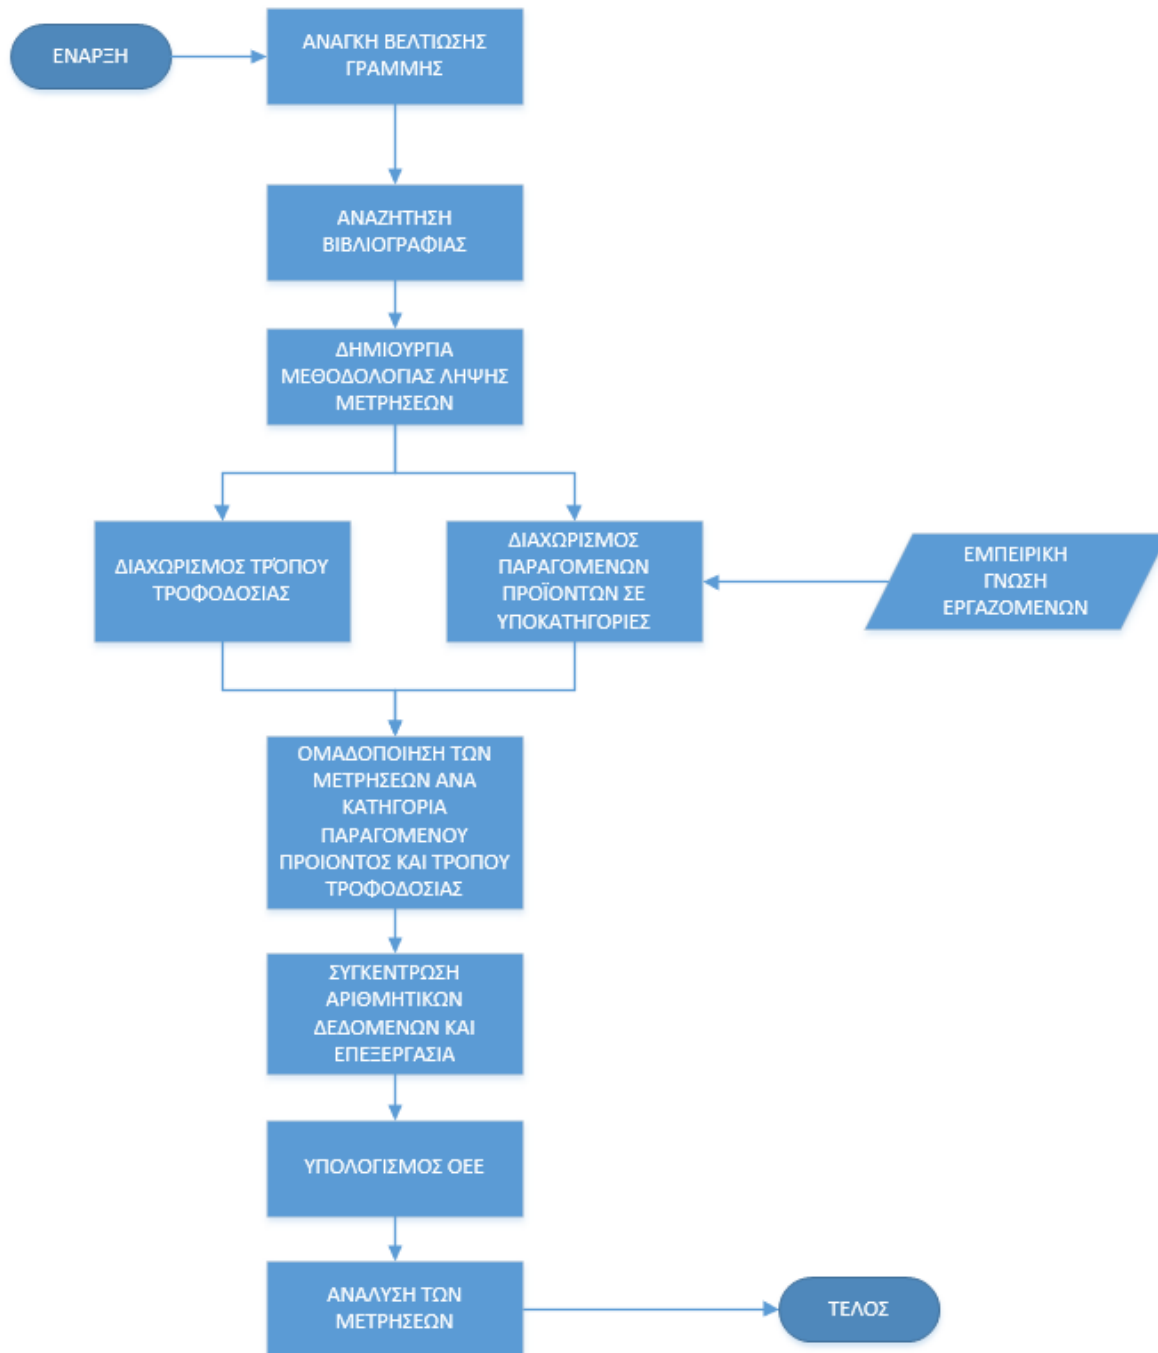 ΕΝΑΡΞΗ
ΑΝΑΓΚΗ ΒΕΛΤΙΩΣΗΣ
ΓΡΑΜΜΗΣ
ΑΝΑΖΗΤΗΣΗ
ΒΙΒΛΙΟΓΡΑΦΙΑΣ
ΔΗΜΙΟΥΡΓΙΑ
ΜΕΘΟΔΟΛΟΓΙΑΣ ΛΗΨΗΣ
ΜΕΤΡΗΣΕΩΝ
ΔΙΑΧΩΡΙΣΜΟΣ ΤΡΌΠΟΥ
ΤΡΟΦΟΔΟΣΙΑΣ
ΔΙΑΧΩΡΙΣΜΟΣ
ΠΑΡΑΓΟΜΕΝΩΝ
ΠΡΟΪΟΝΤΩΝ ΣΕ
ΥΠΟΚΑΤΗΓΟΡΙΕΣ
ΕΜΠΕΙΡΙΚΗ
ΓΝΩΣΗ
ΕΡΓΑΖΟΜΕΝΩΝ
ΟΜΑΔΟΠΟΙΗΣΗ ΤΩΝ
ΜΕΤΡΗΣΕΩΝ ΑΝΑ
ΚΑΤΗΓΟΡΙΑ
ΠΑΡΑΓΟΜΕΝΟΥ
ΠΡΟΙΟΝΤΟΣ ΚΑΙ ΤΡΟΠΟΥ
ΤΡΟΦΟΔΟΣΙΑΣ
ΣΥΓΚΕΝΤΡΩΣΗ
ΑΡΙΘΜΗΤΙΚΩΝ
ΔΕΔΟΜΕΝΩΝ ΚΑΙ
ΕΠΕΞΕΡΓΑΣΙΑ
ΥΠΟΛΟΓΙΣΜΟΣ ΟΕΕ
ΑΝΑΛΥΣΗ ΤΩΝ
ΜΕΤΡΗΣΕΩΝ
ΤΕΛΟΣ